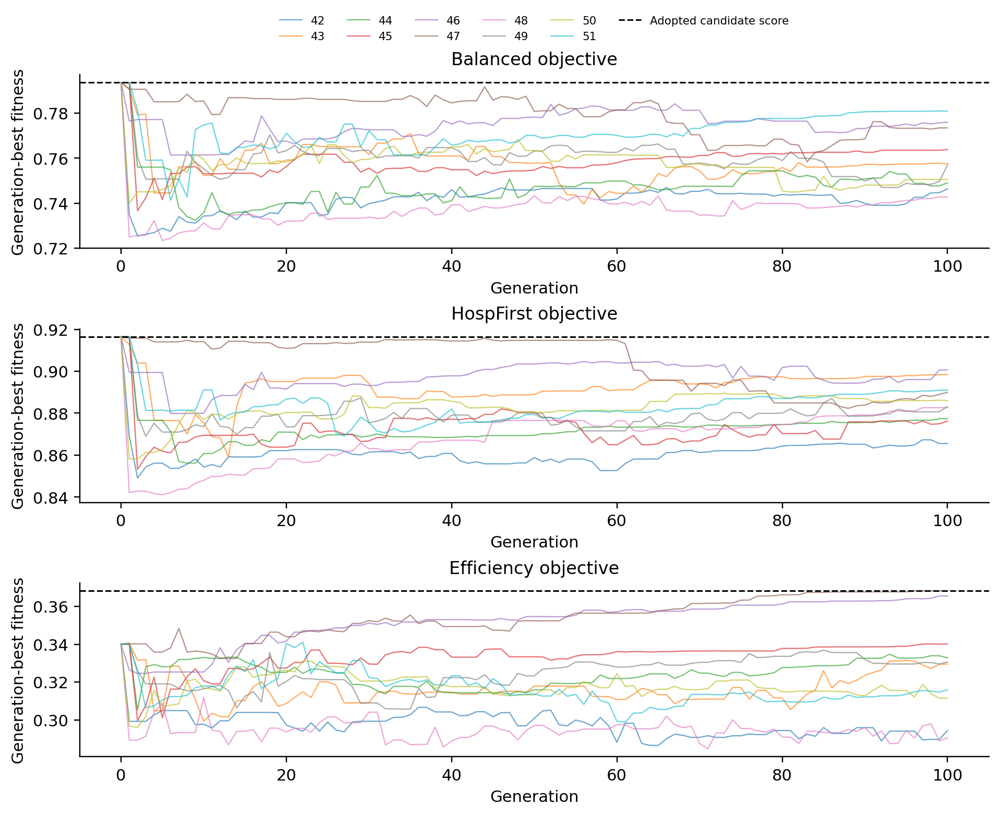 42 44 46 48 50 Adopted candidate score
43 45 47 49 51
Balanced objective
Generation-best fitness
0.78
0.76
0.74
0.72
0 20 40 60 80 100
Generation
HospFirst objective
Generation-best fitness
0.92
0.90
0.88
0.86
0.84
0 20 40 60 80 100
Generation
Efficiency objective
Generation-best fitness
0.36
0.34
0.32
0.30
0 20 40 60 80 100
Generation